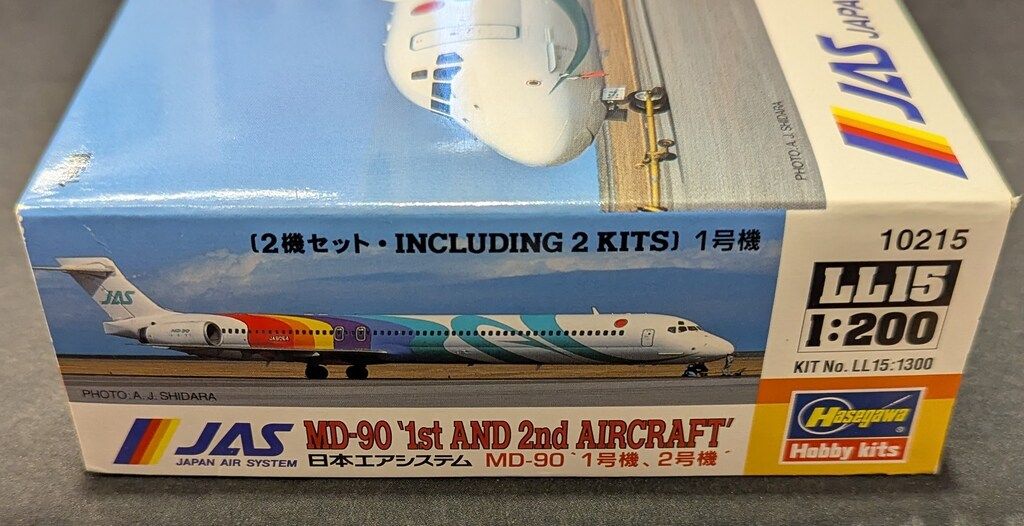 JAS JAPAN
PHOTO: A. J. SHIDARA
〔2機セット・INCLUDING 2 KITS〕 1号機
10215
LL15
1:200
KIT No. LL15:1300
JAS
MD-90
JA8064
PHOTO: A. J. SHIDARA
JAS
JAPAN AIR SYSTEM
MD-90 '1st AND 2nd AIRCRAFT'
日本エアシステム MD-90 '1号機、2号機'
Hasegawa®
Hobby kits